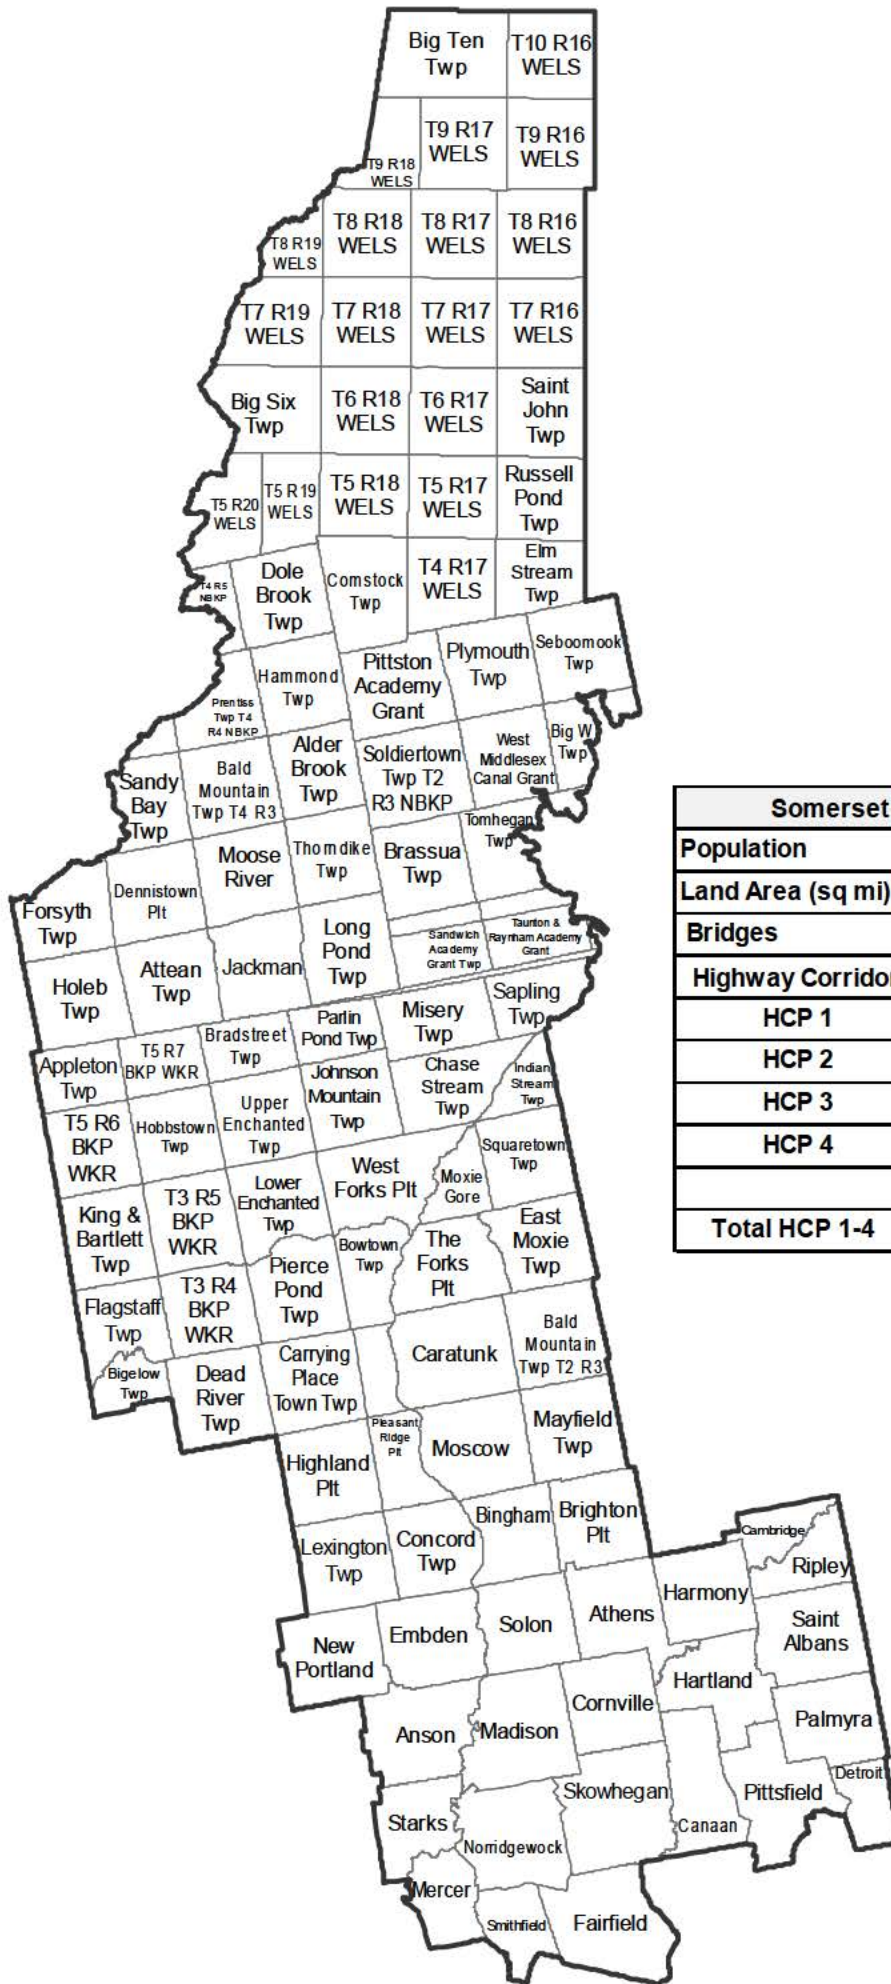 Big Ten
Twp
T10 R16
WELS
T9 R18
WELS
T9 R17
WELS
T9 R16
WELS
T8 R19
WELS
T8 R18
WELS
T8 R17
WELS
T8 R16
WELS
T7 R19
WELS
T7 R18
WELS
T7 R17
WELS
T7 R16
WELS
Big Six
Twp
T6 R18
WELS
T6 R17
WELS
Saint
John
Twp
T5 R20
WELS
T5 R19
WELS
T5 R18
WELS
T5 R17
WELS
Russell
Pond
Twp
T4 R5
NBKP
Dole
Brook
Twp
Comstock
Twp
T4 R17
WELS
Elm
Stream
Twp
Prentiss
Twp T4
R4 NBKP
Hammond
Twp
Pittston
Academy
Grant
Plymouth
Twp
Seboomook
Twp
Sandy
Bay
Twp
Bald
Mountain
Twp T4 R3
Alder
Brook
Twp
Soldiertown
Twp T2
R3 NBKP
West
Middlesex
Canal Grant
Big W
Twp
Forsyth
Twp
Dennistown
Plt
Moose
River
Thorndike
Twp
Brassua
Twp
Tomhegan
Twp
Holeb
Twp
Attean
Twp
Jackman
Long
Pond
Twp
Sandwich
Academy
Grant Twp
Taunton &
Raynham Academy
Grant
Appleton
Twp
T5 R7
BKP WKR
Bradstreet
Twp
Parlin
Pond Twp
Misery
Twp
Sapling
Twp
T5 R6
BKP
WKR
Hobbstown
Twp
Upper
Enchanted
Twp
Johnson
Mountain
Twp
Chase
Stream
Twp
Indian
Stream
Twp
King &
Bartlett
Twp
T3 R5
BKP
WKR
Lower
Enchanted
Twp
West
Forks Plt
Moxie
Gore
Squaretown
Twp
Flagstaff
Twp
T3 R4
BKP
WKR
Pierce
Pond
Twp
Bowtown
Twp
The
Forks
Plt
East
Moxie
Twp
Bigelow
Twp
Dead
River
Twp
Carrying
Place
Town Twp
Caratunk
Bald
Mountain
Twp T2 R3
Highland
Plt
Pleasant
Ridge
Plt
Moscow
Mayfield
Twp
Lexington
Twp
Concord
Twp
Bingham
Brighton
Plt
Cambridge
Ripley
New
Portland
Embden
Solon
Athens
Harmony
Saint
Albans
Anson
Madison
Cornville
Hartland
Palmyra
Starks
Norridgewock
Skowhegan
Canaan
Pittsfield
Detroit
Mercer
Smithfield
Fairfield
Somerset
Population
Land Area (sq mi)
Bridges
Highway Corrido
HCP 1
HCP 2
HCP 3
HCP 4
Total HCP 1-4